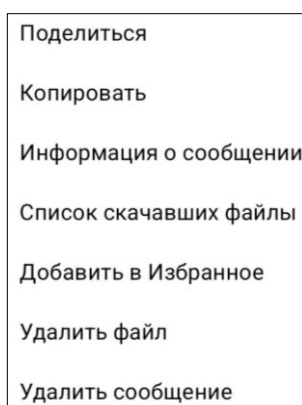 Поделиться
Копировать
Информация о сообщении
Список скачавших файлы
Добавить в Избранное
Удалить файл
Удалить сообщение